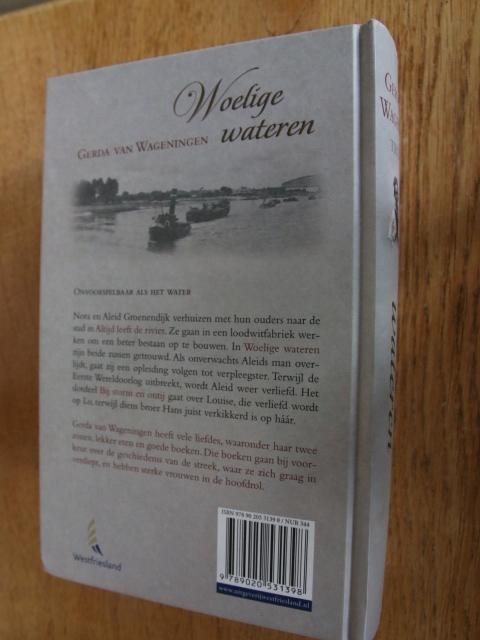 Woelige
wateren
GERDA VAN WAGENINGEN
ONVOORSPELBAAR ALS HET WATER
Nora en Aleid Groenendijk verhuizen met hun ouders naar de
stad in Altijd leeft de rivier. Ze gaan in een loodwitfabriek wer-
ken om een beter bestaan op te bouwen. In Woelige wateren
zijn beide zussen getrouwd. Als onverwachts Aleids man over-
lijdt, gaat zij een opleiding volgen tot verpleegster. Terwijl de
Eerste Wereldoorlog uitbreekt, wordt Aleid weer verliefd. Het
slotdeel Bij storm en ontij gaat over Louise, die verliefd wordt
op Lo, terwijl diens broer Hans juist verkikkerd is op háár.
Gerda van Wageningen heeft vele liefdes, waaronder haar twee
zonen, lekker eten en goede boeken. Die boeken gaan bij voor-
keur over de geschiedenis van de streek, waar ze zich graag in
verdiept, en hebben sterke vrouwen in de hoofdrol.
Westfriesland
ISBN 978 90 205 3139 8 / NUR 344
9 789020 531398
www.uitgeverijwestfriesland.nl